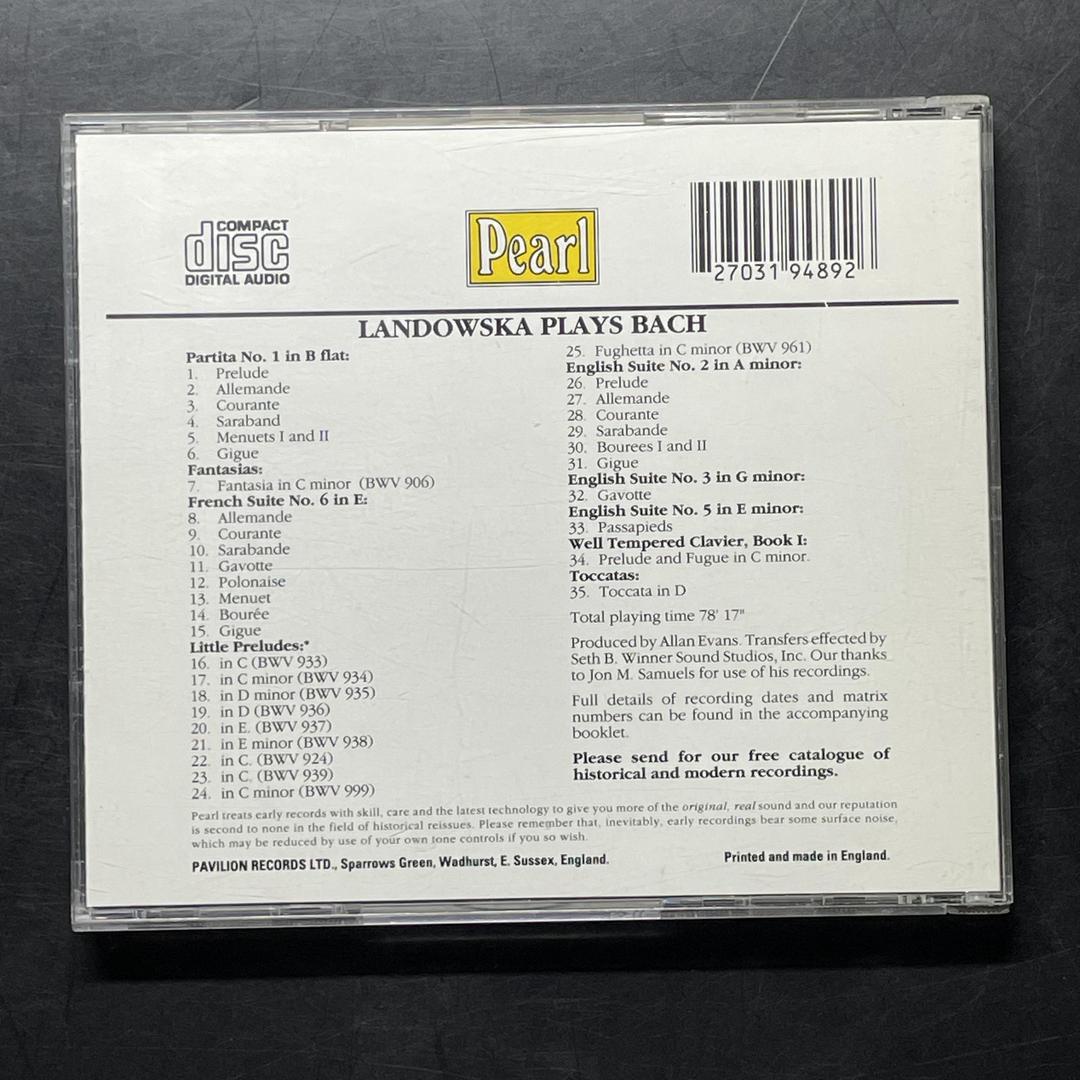 COMPACT
disc
DIGITAL AUDIO
Pearl
27031 94892
LANDOWSKA PLAYS BACH
Partita No. 1 in B flat:
1. Prelude
2. Allemande
3. Courante
4. Saraband
5. Menuets I and II
6. Gigue
Fantasias:
7. Fantasia in C minor (BWV 906)
French Suite No. 6 in E:
8. Allemande
9. Courante
10. Sarabande
11. Gavotte
12. Polonaise
13. Menuet
14. Bourée
15. Gigue
Little Preludes:*
16. in C (BWV 933)
17. in C minor (BWV 934)
18. in D minor (BWV 935)
19. in D (BWV 936)
20. in E. (BWV 937)
21. in E minor (BWV 938)
22. in C. (BWV 924)
23. in C. (BWV 939)
24. in C minor (BWV 999)
25. Fughetta in C minor (BWV 961)
English Suite No. 2 in A minor:
26. Prelude
27. Allemande
28. Courante
29. Sarabande
30. Bourees I and II
31. Gigue
English Suite No. 3 in G minor:
32. Gavotte
English Suite No. 5 in E minor:
33. Passapieds
Well Tempered Clavier, Book I:
34. Prelude and Fugue in C minor.
Toccatas:
35. Toccata in D
Total playing time 78' 17"
Produced by Allan Evans. Transfers effected by
Seth B. Winner Sound Studios, Inc. Our thanks
to Jon M. Samuels for use of his recordings.
Full details of recording dates and matrix
numbers can be found in the accompanying
booklet.
Please send for our free catalogue of
historical and modern recordings.
Pearl treats early records with skill, care and the latest technology to give you more of the original, real sound and our reputation
is second to none in the field of historical reissues. Please remember that, inevitably, early recordings bear some surface noise,
which may be reduced by use of your own tone controls if you so wish.
PAVILION RECORDS LTD., Sparrows Green, Wadhurst, E. Sussex, England.
Printed and made in England.